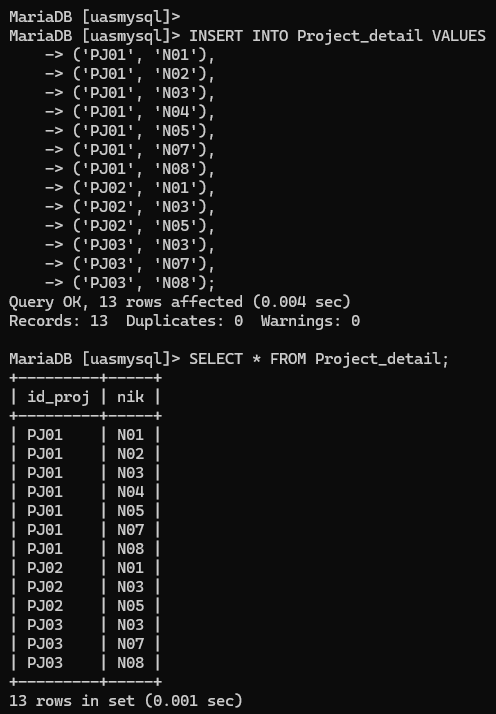 MariaDB [uasmysql]>
MariaDB [uasmysql]> INSERT INTO Project_detail VALUES
    -> ('PJ01', 'N01'),
    -> ('PJ01', 'N02'),
    -> ('PJ01', 'N03'),
    -> ('PJ01', 'N04'),
    -> ('PJ01', 'N05'),
    -> ('PJ01', 'N07'),
    -> ('PJ01', 'N08'),
    -> ('PJ02', 'N01'),
    -> ('PJ02', 'N03'),
    -> ('PJ02', 'N05'),
    -> ('PJ03', 'N03'),
    -> ('PJ03', 'N07'),
    -> ('PJ03', 'N08');
Query OK, 13 rows affected (0.004 sec)
Records: 13  Duplicates: 0  Warnings: 0

MariaDB [uasmysql]> SELECT * FROM Project_detail;
+---------+-----+
| id_proj | nik |
+---------+-----+
| PJ01    | N01 |
| PJ01    | N02 |
| PJ01    | N03 |
| PJ01    | N04 |
| PJ01    | N05 |
| PJ01    | N07 |
| PJ01    | N08 |
| PJ02    | N01 |
| PJ02    | N03 |
| PJ02    | N05 |
| PJ03    | N03 |
| PJ03    | N07 |
| PJ03    | N08 |
+---------+-----+
13 rows in set (0.001 sec)